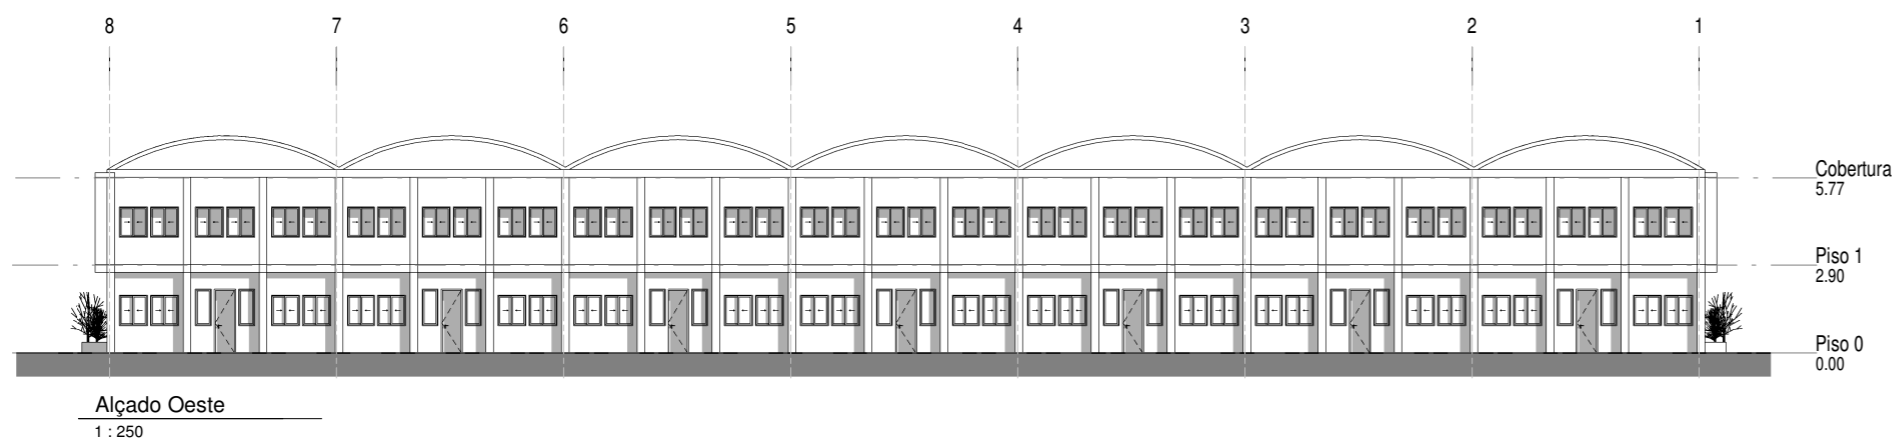 8 7 6 5 4 3 2 1
Cobertura
5.77
Piso 1
2.90
Piso 0
0.00
Alçado Oeste
1 : 250